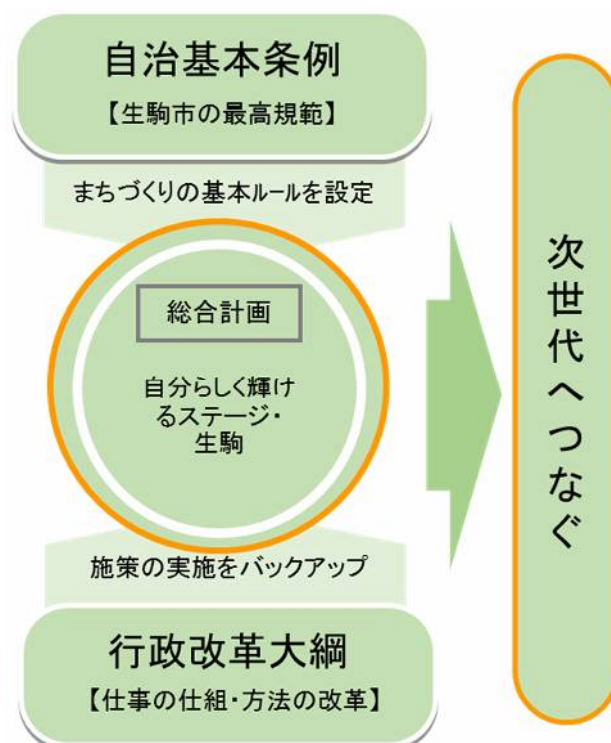 自治基本条例
【生駒市の最高規範】
まちづくりの基本ルールを設定
総合計画
自分らしく輝け
るステージ・
生駒
施策の実施をバックアップ
行政改革大綱
【仕事の仕組・方法の改革】
次世代へつなぐ